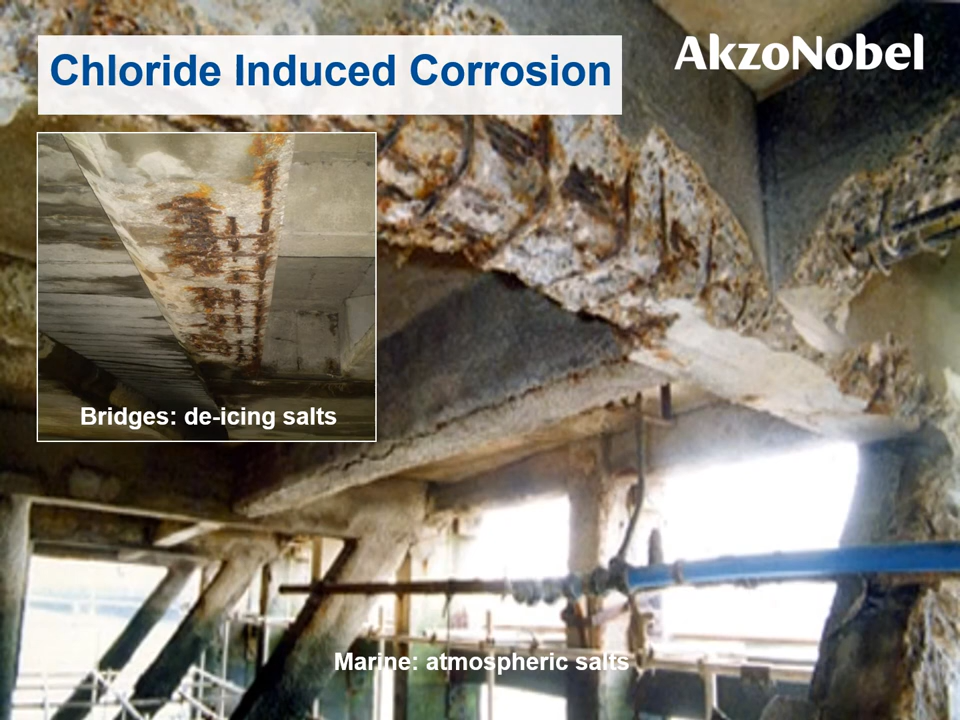 Chloride Induced Corrosion
AkzoNobel
Bridges: de-icing salts
Marine: atmospheric salts